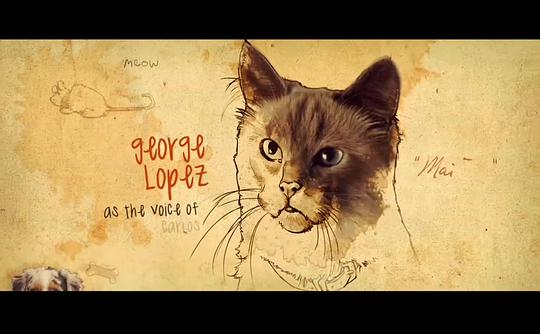 meow
george
Lopez
as the voice of
carlos
"Mai"